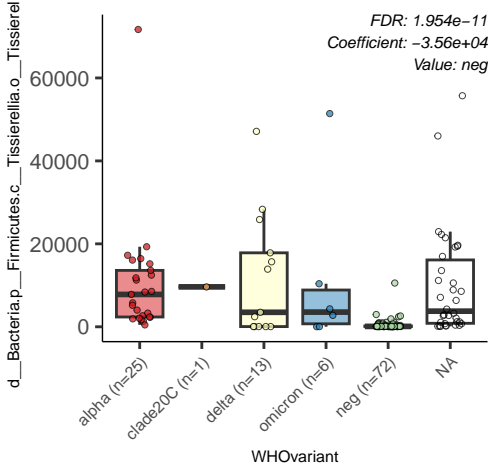 FDR: 1.954e−11
Coefficient: −3.56e+04
Value: neg
d__Bacteria.p__Firmicutes.c__Tissierellia.o__Tissierel
60000
40000
20000
0
alpha (n=25)
clade20C (n=1)
delta (n=13)
omicron (n=6)
neg (n=72)
NA
WHOvariant